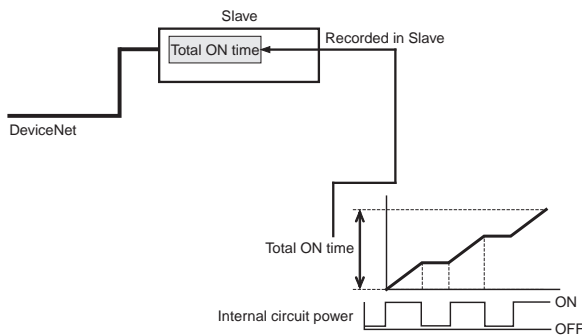 Slave
Total ON time
Recorded in Slave
DeviceNet
Total ON time
Internal circuit power
ON
OFF